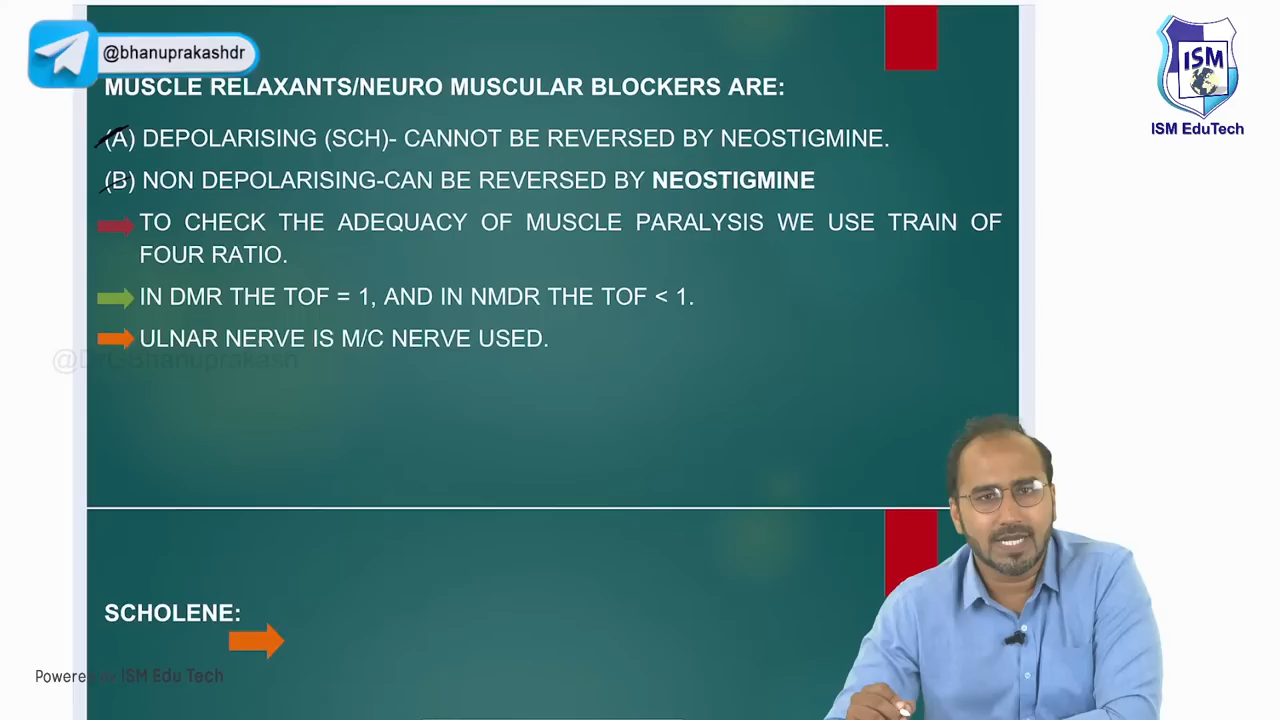 @bhanuprakashdr
ISM
ISM EduTech
MUSCLE RELAXANTS/NEURO MUSCULAR BLOCKERS ARE:
(A) DEPOLARISING (SCH)- CANNOT BE REVERSED BY NEOSTIGMINE.
(B) NON DEPOLARISING-CAN BE REVERSED BY NEOSTIGMINE
TO CHECK THE ADEQUACY OF MUSCLE PARALYSIS WE USE TRAIN OF
FOUR RATIO.
IN DMR THE TOF = 1, AND IN NMDR THE TOF < 1.
ULNAR NERVE IS M/C NERVE USED.
@DrGBhanuprakash
SCHOLENE:
Powered by ISM Edu Tech